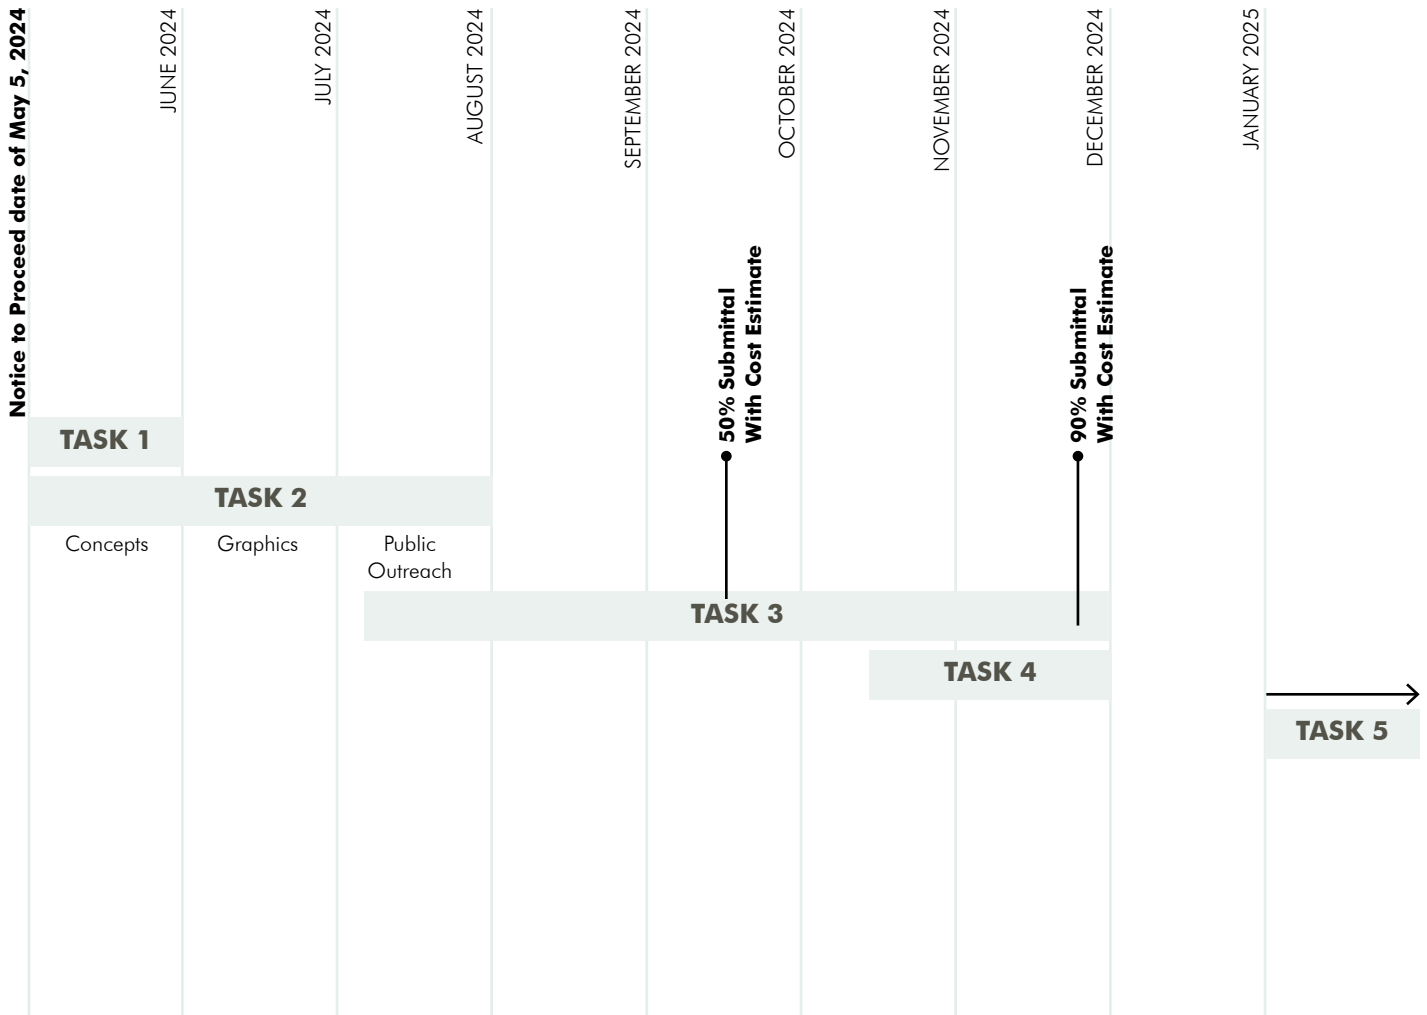 Notice to Proceed date of May 5, 2024
JUNE 2024
JULY 2024
AUGUST 2024
SEPTEMBER 2024
OCTOBER 2024
NOVEMBER 2024
DECEMBER 2024
JANUARY 2025
50% Submittal
With Cost Estimate
90% Submittal
With Cost Estimate
TASK 1
TASK 2
Concepts
Graphics
Public
Outreach
TASK 3
TASK 4
TASK 5